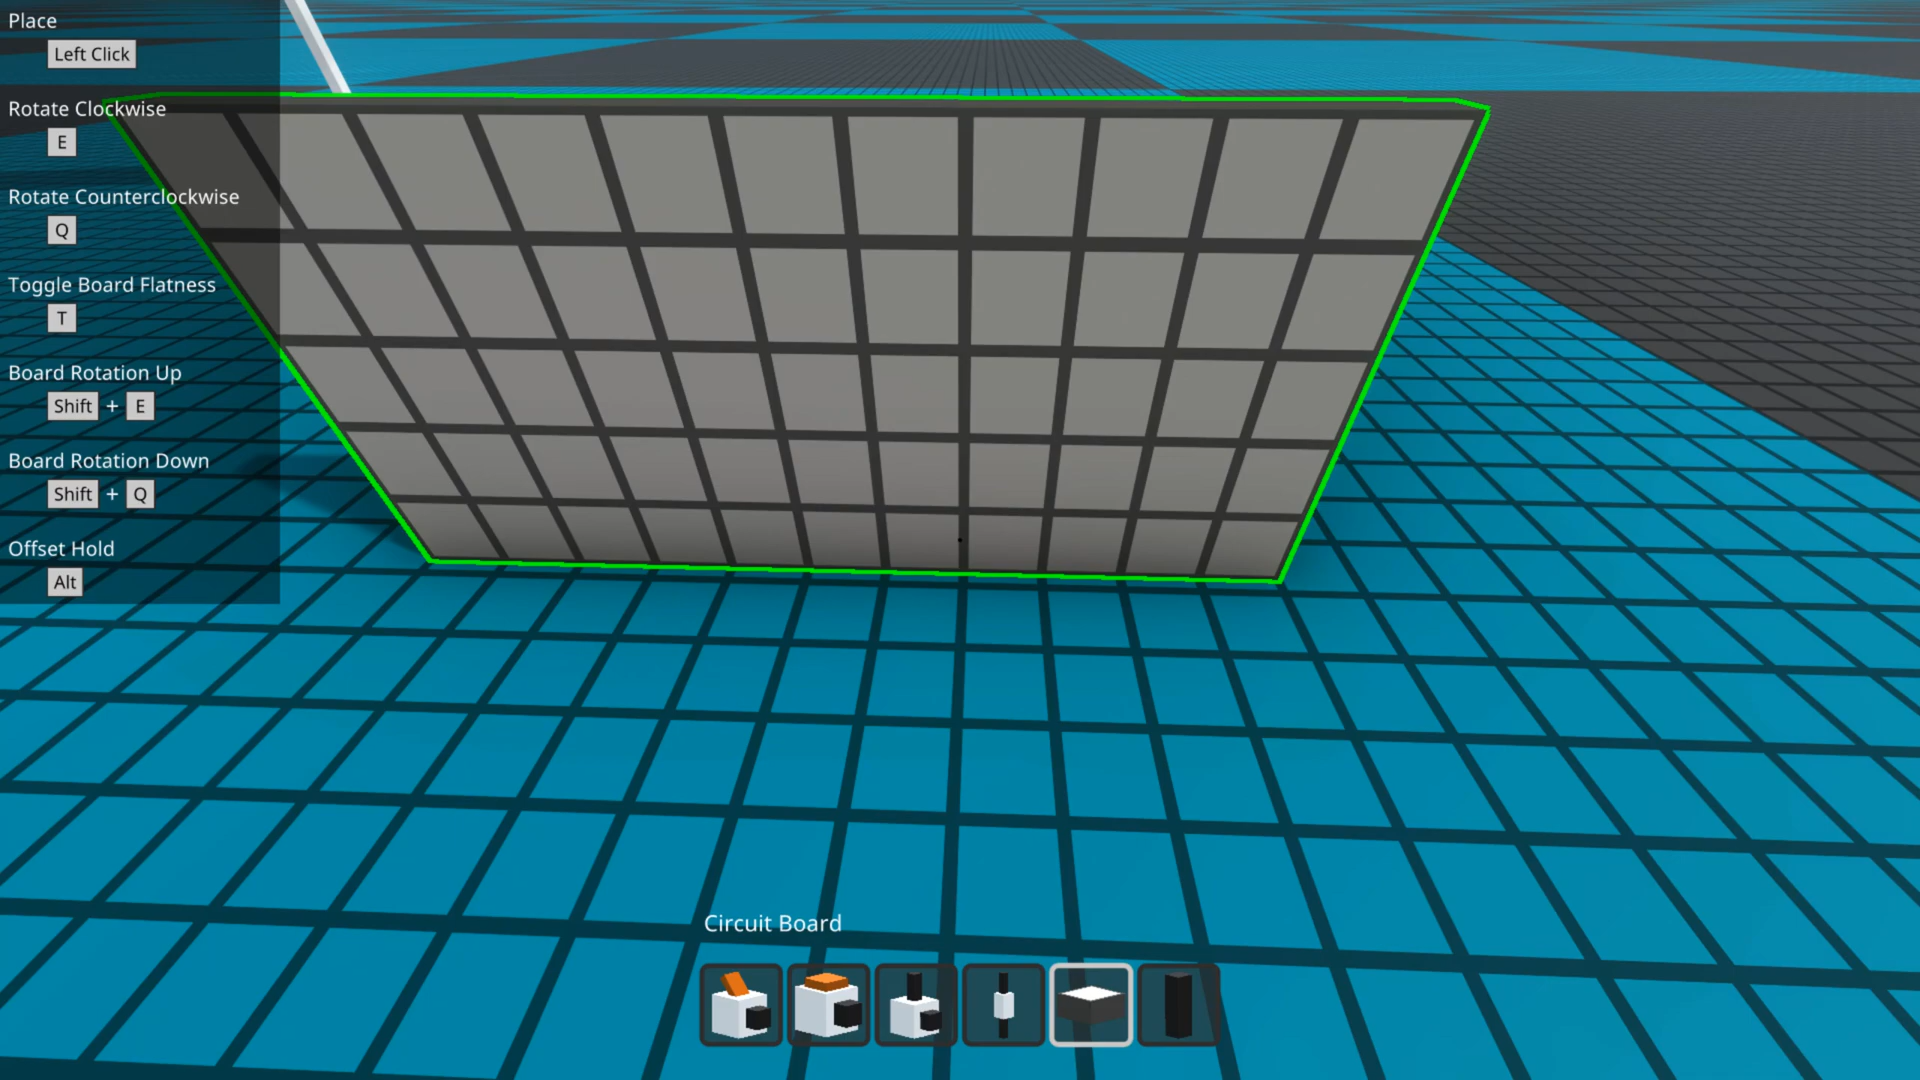 Place
Left Click
Rotate Clockwise
E
Rotate Counterclockwise
Q
Toggle Board Flatness
T
Board Rotation Up
Shift + E
Board Rotation Down
Shift + Q
Offset Hold
Alt
Circuit Board